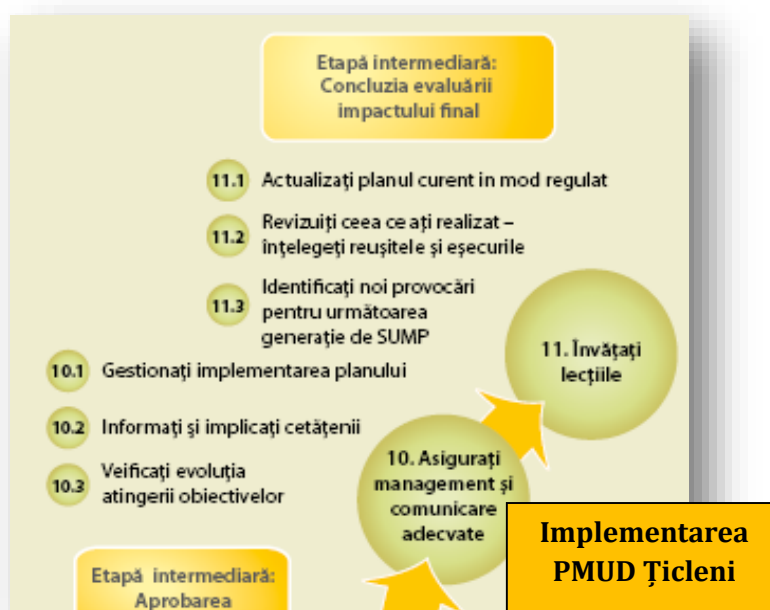 Etapă intermediară:
Concluzia evaluării
impactului final
11.1 Actualizați planul curent in mod regulat
11.2 Revizuiți ceea ce ați realizat –
înțelegeți reușitele și eșecurile
11.3 Identificați noi provocări
pentru următoarea
generație de SUMP
11. Învățați
lecțiile
10.1 Gestionați implementarea planului
10.2 Informați și implicați cetățenii
10.3 Veificați evoluția
atingerii obiectivelor
10. Asigurați
management și
comunicare
adecvate
Implementarea
PMUD Țicleni
Etapă intermediară:
Aprobarea